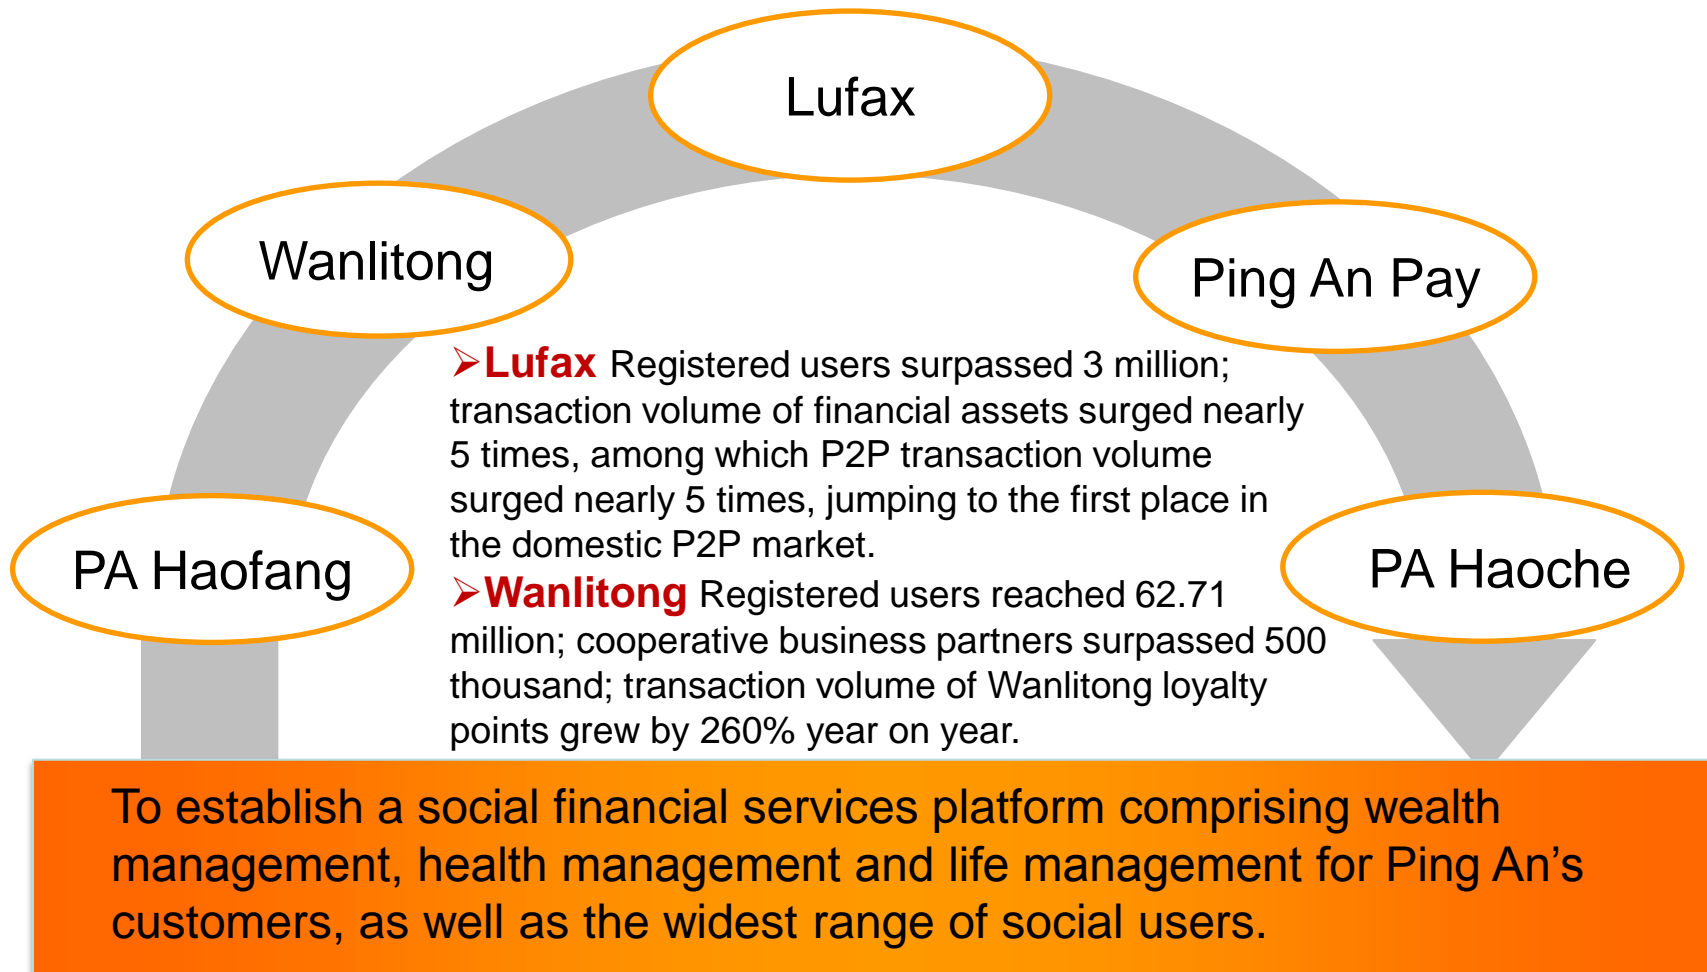 Lufax
Wanlitong
Ping An Pay
PA Haofang
PA Haoche
➢Lufax Registered users surpassed 3 million;
transaction volume of financial assets surged nearly
5 times, among which P2P transaction volume
surged nearly 5 times, jumping to the first place in
the domestic P2P market.
➢Wanlitong Registered users reached 62.71
million; cooperative business partners surpassed 500
thousand; transaction volume of Wanlitong loyalty
points grew by 260% year on year.
To establish a social financial services platform comprising wealth
management, health management and life management for Ping An’s
customers, as well as the widest range of social users.